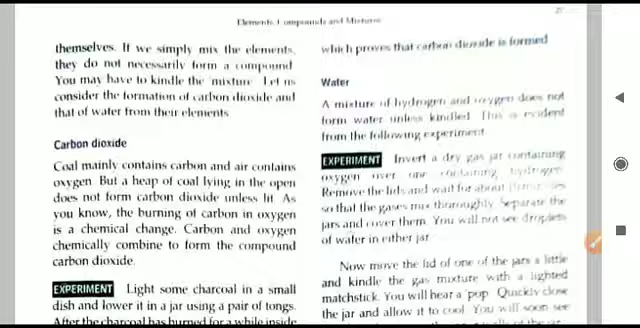 27
Elements, Compounds and Mixtures
themselves. If we simply mix the elements,
they do not necessarily form a compound
You may have to kindle the mixture Let us
consider the formation of carbon dioxide and
that of water from their elements
Carbon dioxide
Coal mainly contains carbon and air contains
oxygen. But a heap of coal lying in the open
does not form carbon dioxide unless lit. As
you know, the burning of carbon in oxygen
is a chemical change. Carbon and oxygen
chemically combine to form the compound
carbon dioxide.
EXPERIMENT Light some charcoal in a small
dish and lower it in a jar using a pair of tongs.
After the charcoal has burned for a while inside
which proves that carbon dioxide is formed
Water
A mixture of hydrogen and oxygen does not
form water unless kindled. This is evident
from the following experiment
EXPERIMENT Invert a dry gas jar containing
oxygen over one containing hydrogen.
Remove the lids and wait for about
so that the gases mix thoroughly. Separate the
jars and cover them. You will not see droplets
of water in either jar.
Now move the lid of one of the jars a little
and kindle the gas mixture with a lighted
matchstick. You will hear a 'pop Quickly close
the jar and allow it to cool. You will soon see